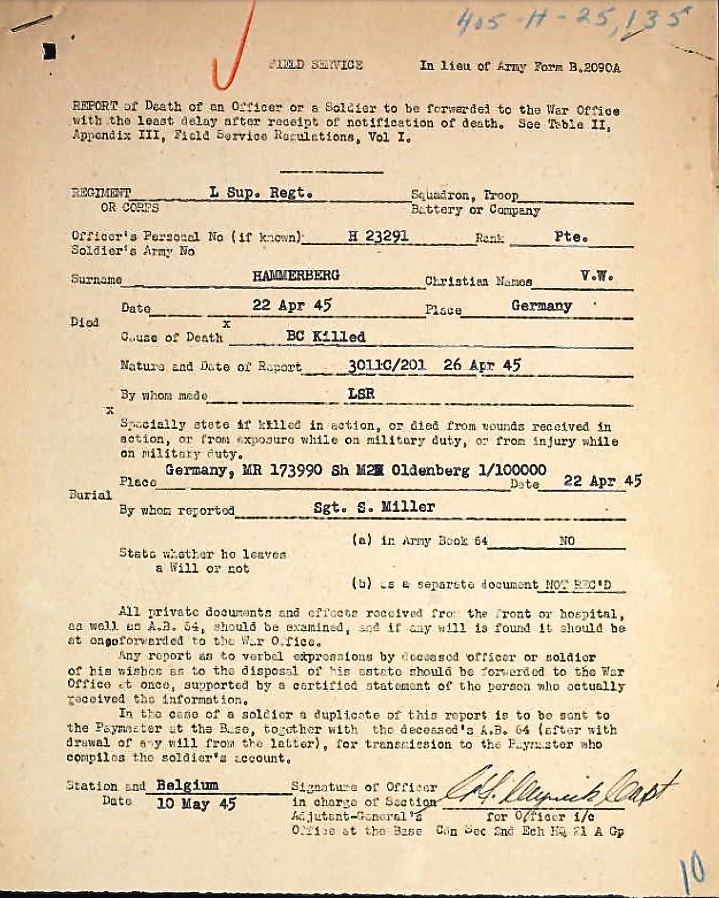 405-H-25,135
FIELD SERVICE In lieu of Army Form B.2090A
REPORT of Death of an Officer or a Soldier to be forwarded to the War Office
with the least delay after receipt of notification of death. See Table II,
Appendix III, Field Service Regulations, Vol I.
REGIMENT L Sup. Regt. Squadron, Troop
OR CORPS Battery or Company
Officer's Personal No (if known) H 23291 Rank Pte.
Soldier's Army No
Surname HAMMERBERG Christian Names V.W.
Date 22 Apr 45 Place Germany
Died x
Cause of Death BC Killed
Nature and Date of Report 3011C/201 26 Apr 45
By whom made LSR
x
Specially state if killed in action, or died from wounds received in
action, or from exposure while on military duty, or from injury while
on military duty.
Germany, MR 173990 Sh Oldenberg 1/100000
Place Date 22 Apr 45
Burial
By whom reported Sgt. S. Miller
(a) in Army Book 64 NO
State whether he leaves
a Will or not
(b) as a separate document NOT REC'D
All private documents and effects received from the front or hospital,
as well as A.B. 64, should be examined, and if any will is found it should be
at onceforwarded to the War Office.
Any report as to verbal expressions by deceased officer or soldier
of his wishes as to the disposal of his estate should be forwarded to the War
Office at once, supported by a certified statement of the person who actually
received the information.
In the case of a soldier a duplicate of this report is to be sent to
the Paymaster at the Base, together with the deceased's A.B. 64 (after with
drawal of any will from the latter), for transmission to the Paymaster who
compiles the soldier's account.
Station and Belgium Signature of Officer Capt
Date 10 May 45 in charge of Section
Adjutant-General's for Officer i/c
Office at the Base Can Sec 2nd Ech HQ 21 A Gp
10